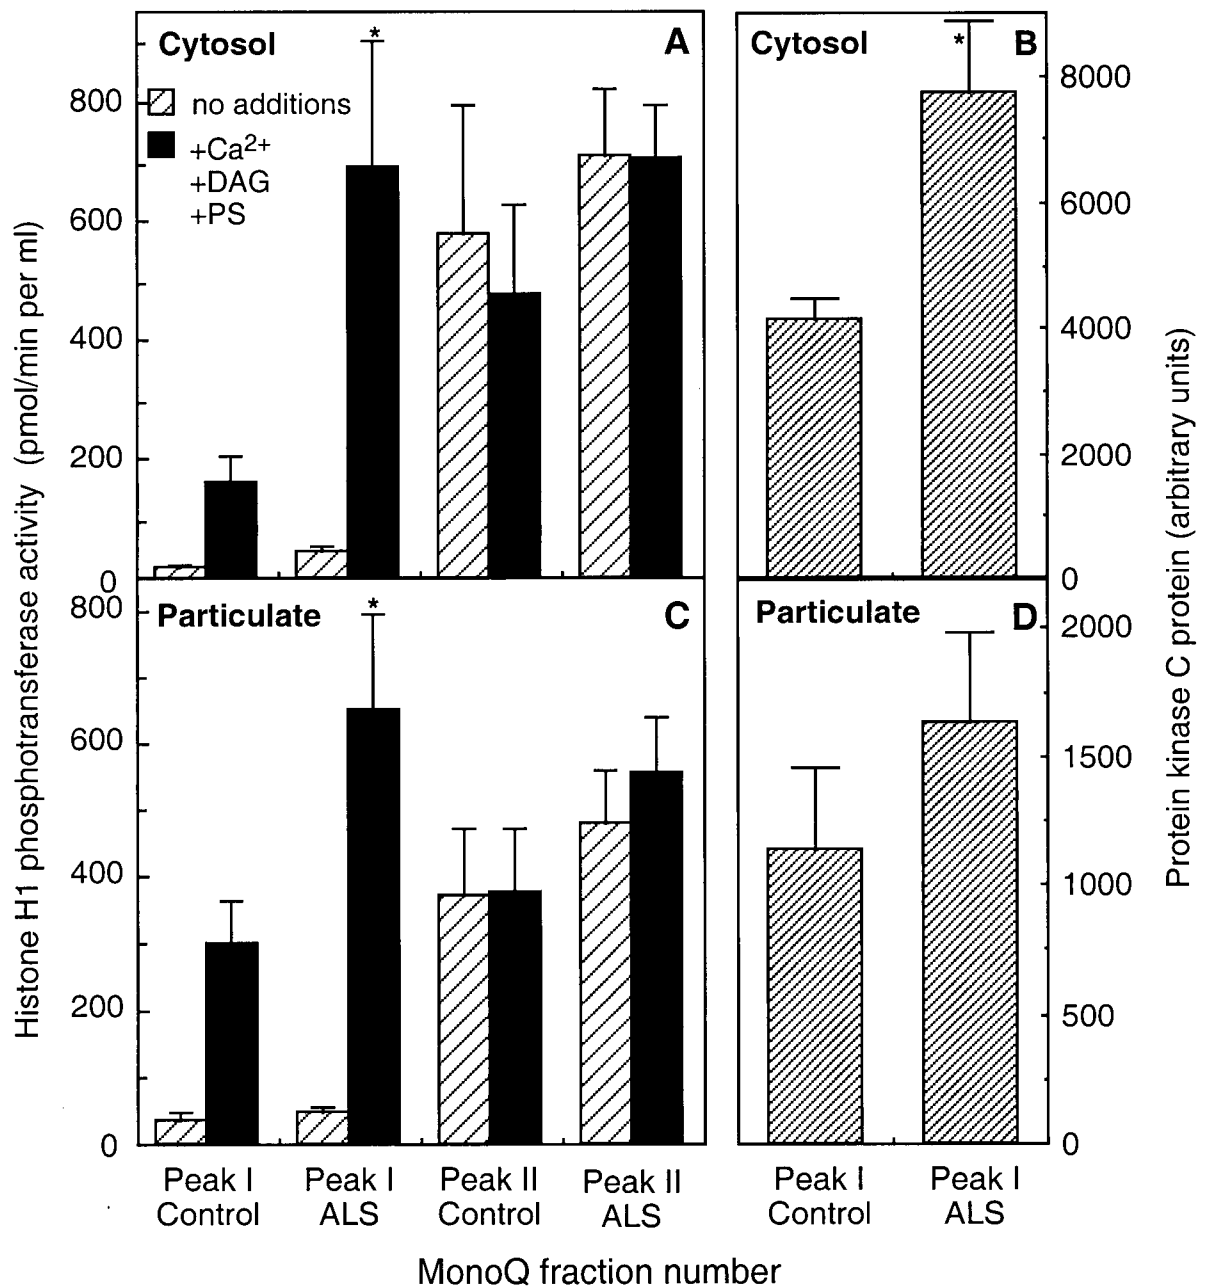 Cytosol
A
*
no additions
+Ca²⁺
+DAG
+PS
800
600
400
200
0
Cytosol
*
B
8000
6000
4000
2000
0
Particulate
*
C
800
600
400
200
0
Particulate
D
2000
1500
1000
500
0
Histone H1 phosphotransferase activity (pmol/min per ml)
Protein kinase C protein (arbitrary units)
Peak I
Control
Peak I
ALS
Peak II
Control
Peak II
ALS
Peak I
Control
Peak I
ALS
MonoQ fraction number